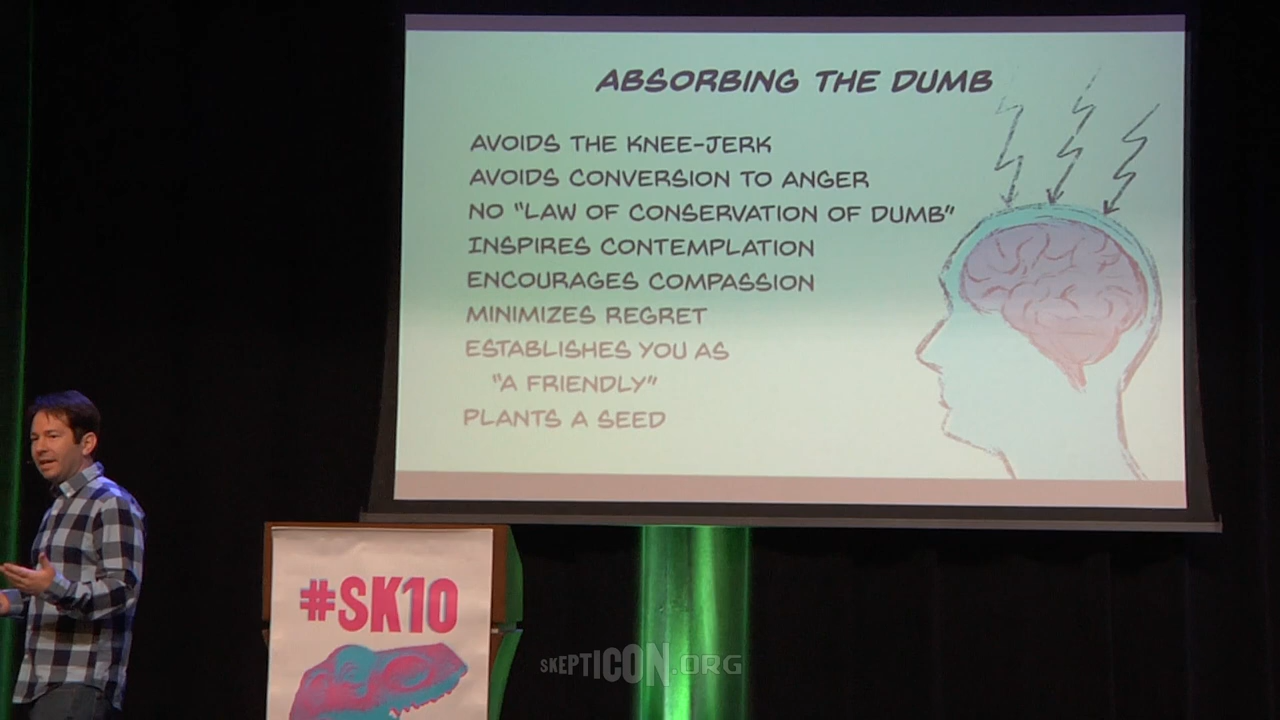 ABSORBING THE DUMB
AVOIDS THE KNEE-JERK
AVOIDS CONVERSION TO ANGER
NO "LAW OF CONSERVATION OF DUMB"
INSPIRES CONTEMPLATION
ENCOURAGES COMPASSION
MINIMIZES REGRET
ESTABLISHES YOU AS
"A FRIENDLY"
PLANTS A SEED
#SK10
SKEPTICON.ORG